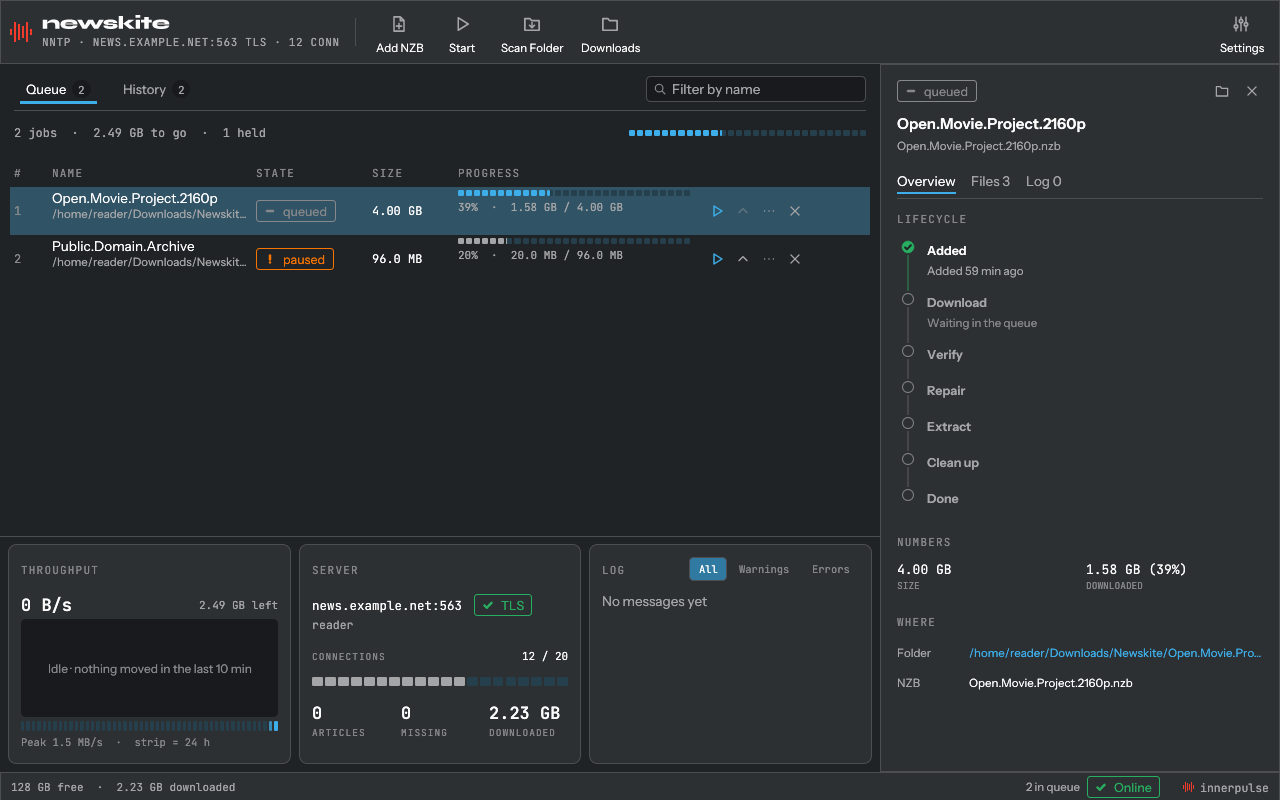 newskite
NNTP · NEWS.EXAMPLE.NET:563 TLS · 12 CONN
Add NZB
Start
Scan Folder
Downloads
Settings
Queue 2
History 2
Filter by name
2 jobs · 2.49 GB to go · 1 held
# NAME STATE SIZE PROGRESS
1 Open.Movie.Project.2160p
/home/reader/Downloads/Newskit...
queued
4.00 GB
39% · 1.58 GB / 4.00 GB
2 Public.Domain.Archive
/home/reader/Downloads/Newskit...
paused
96.0 MB
20% · 20.0 MB / 96.0 MB
THROUGHPUT
0 B/s 2.49 GB left
Idle · nothing moved in the last 10 min
Peak 1.5 MB/s · strip = 24 h
SERVER
news.example.net:563 TLS
reader
CONNECTIONS 12 / 20
0 0 2.23 GB
ARTICLES MISSING DOWNLOADED
LOG All Warnings Errors
No messages yet
queued
Open.Movie.Project.2160p
Open.Movie.Project.2160p.nzb
Overview Files 3 Log 0
LIFECYCLE
Added
Added 59 min ago
Download
Waiting in the queue
Verify
Repair
Extract
Clean up
Done
NUMBERS
4.00 GB 1.58 GB (39%)
SIZE DOWNLOADED
WHERE
Folder /home/reader/Downloads/Newskite/Open.Movie.Pro...
NZB Open.Movie.Project.2160p.nzb
128 GB free · 2.23 GB downloaded
2 in queue Online innerpulse